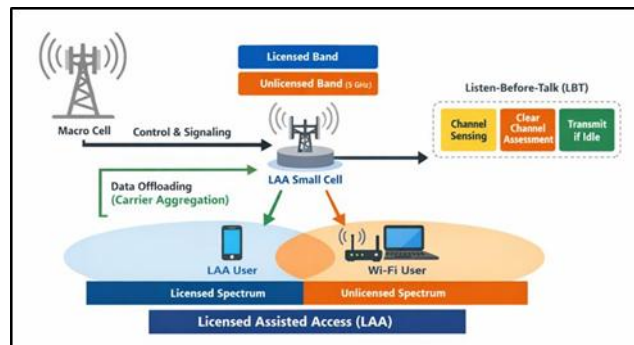 Licensed Band
Unlicensed Band (5 GHz)
Listen-Before-Talk (LBT)
Macro Cell
Control & Signaling
Channel
Sensing
Clear
Channel
Assessment
Transmit
if Idle
LAA Small Cell
Data Offloading
(Carrier Aggregation)
LAA User
Wi-Fi User
Licensed Spectrum
Unlicensed Spectrum
Licensed Assisted Access (LAA)